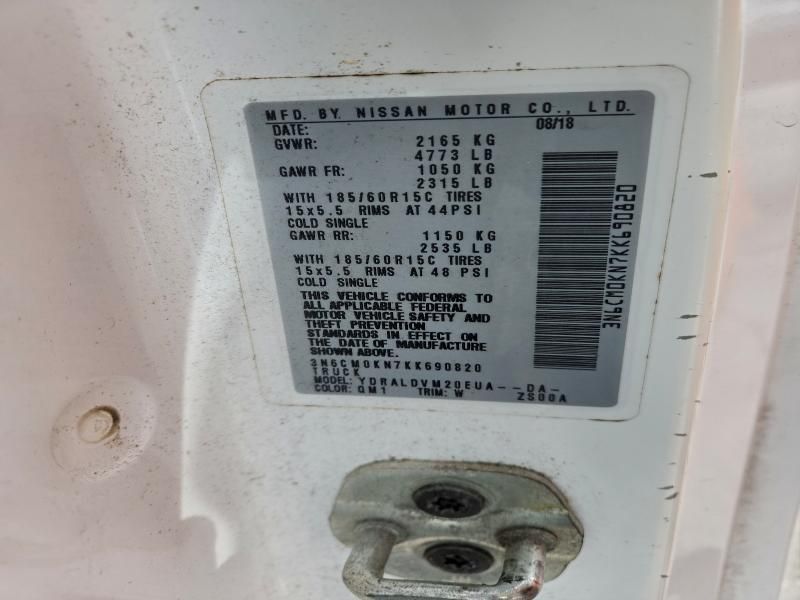 MFD. BY NISSAN MOTOR CO., LTD.
DATE: 08/18
GVWR: 2165 KG
4773 LB
GAWR FR: 1050 KG
2315 LB
WITH 185/60R15C TIRES
15x5.5 RIMS AT 44PSI
COLD SINGLE
GAWR RR: 1150 KG
2535 LB
WITH 185/60R15C TIRES
15x5.5 RIMS AT 48 PSI
COLD SINGLE
THIS VEHICLE CONFORMS TO
ALL APPLICABLE FEDERAL
MOTOR VEHICLE SAFETY AND
THEFT PREVENTION
STANDARDS IN EFFECT ON
THE DATE OF MANUFACTURE
SHOWN ABOVE.
3N6CM0KN7KK690820
TRUCK
MODEL: YDRALDVM20EUA--DA-
COLOR: QM1 TRIM: W ZS00A
3N6CM0KN7KK690820